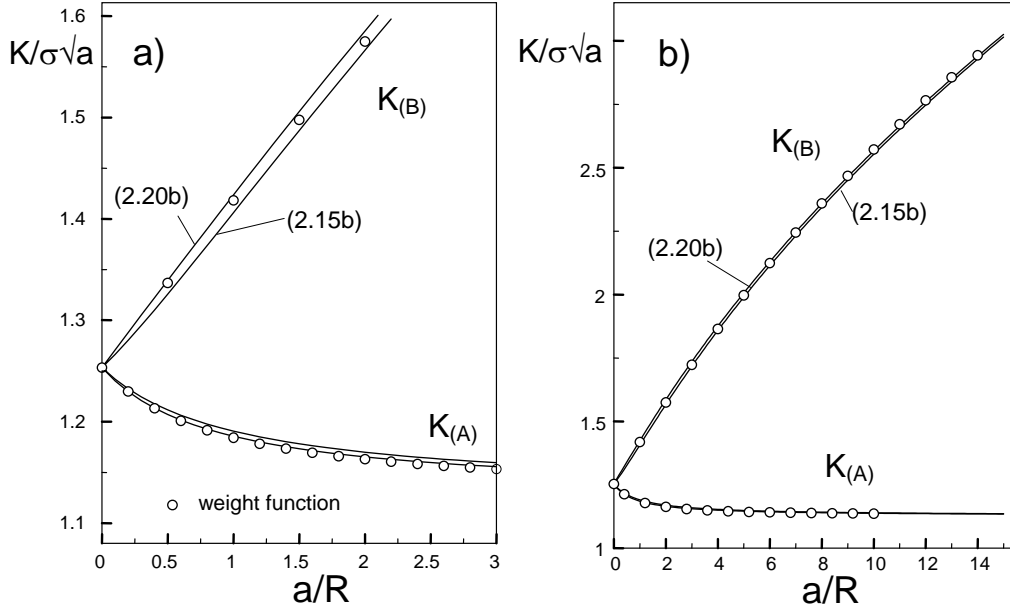 a)
K/σ√a
1.6
1.5
1.4
1.3
1.2
1.1
K(B)
(2.20b)
(2.15b)
K(A)
weight function
0 0.5 1 1.5 2 2.5 3
a/R
b)
K/σ√a
2.5
2
1.5
1
K(B)
(2.15b)
(2.20b)
K(A)
0 2 4 6 8 10 14
a/R